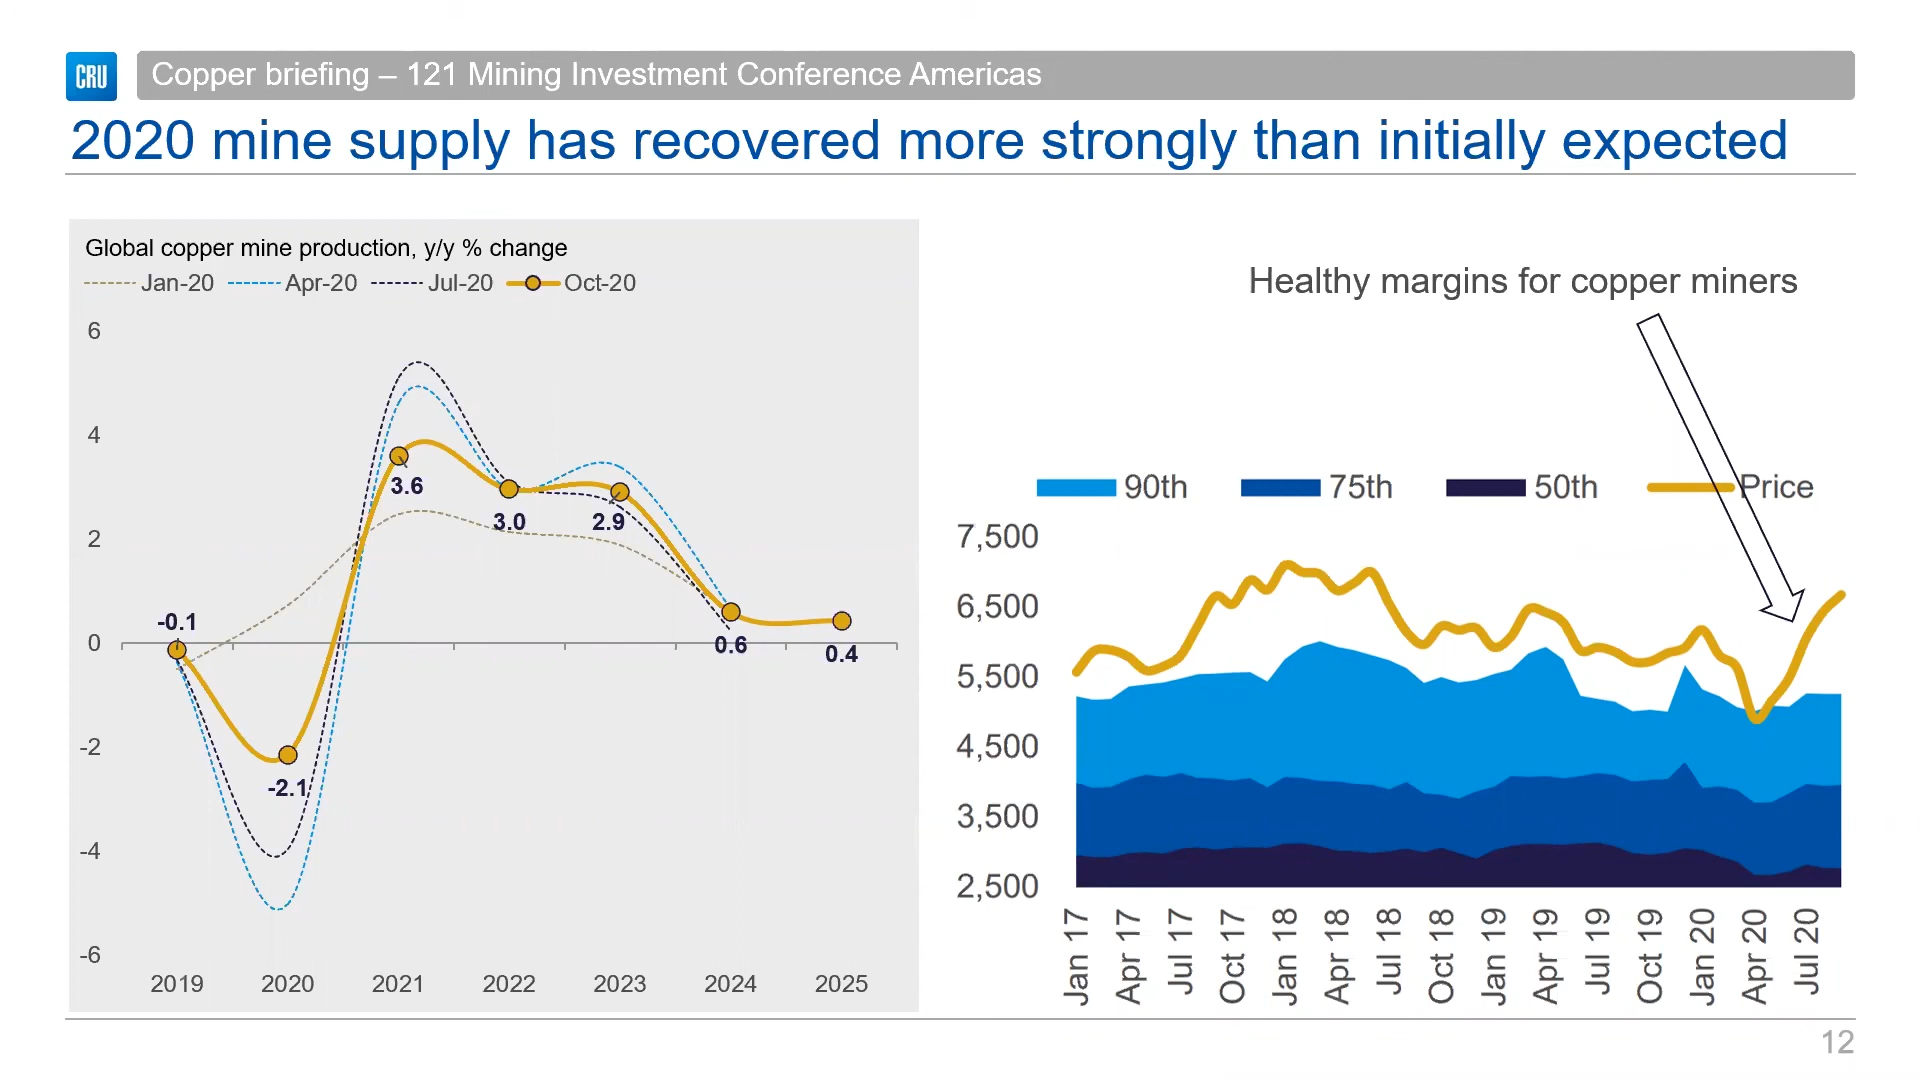 CRU
Copper briefing – 121 Mining Investment Conference Americas
2020 mine supply has recovered more strongly than initially expected
Global copper mine production, y/y % change
Jan-20 Apr-20 Jul-20 Oct-20
6
4
2
0
-2
-4
-6
-0.1
-2.1
3.6
3.0
2.9
0.6
0.4
2019 2020 2021 2022 2023 2024 2025
Healthy margins for copper miners
90th 75th 50th Price
7,500
6,500
5,500
4,500
3,500
2,500
Jan 17
Apr 17
Jul 17
Oct 17
Jan 18
Apr 18
Jul 18
Oct 18
Jan 19
Apr 19
Jul 19
Oct 19
Jan 20
Apr 20
Jul 20
12